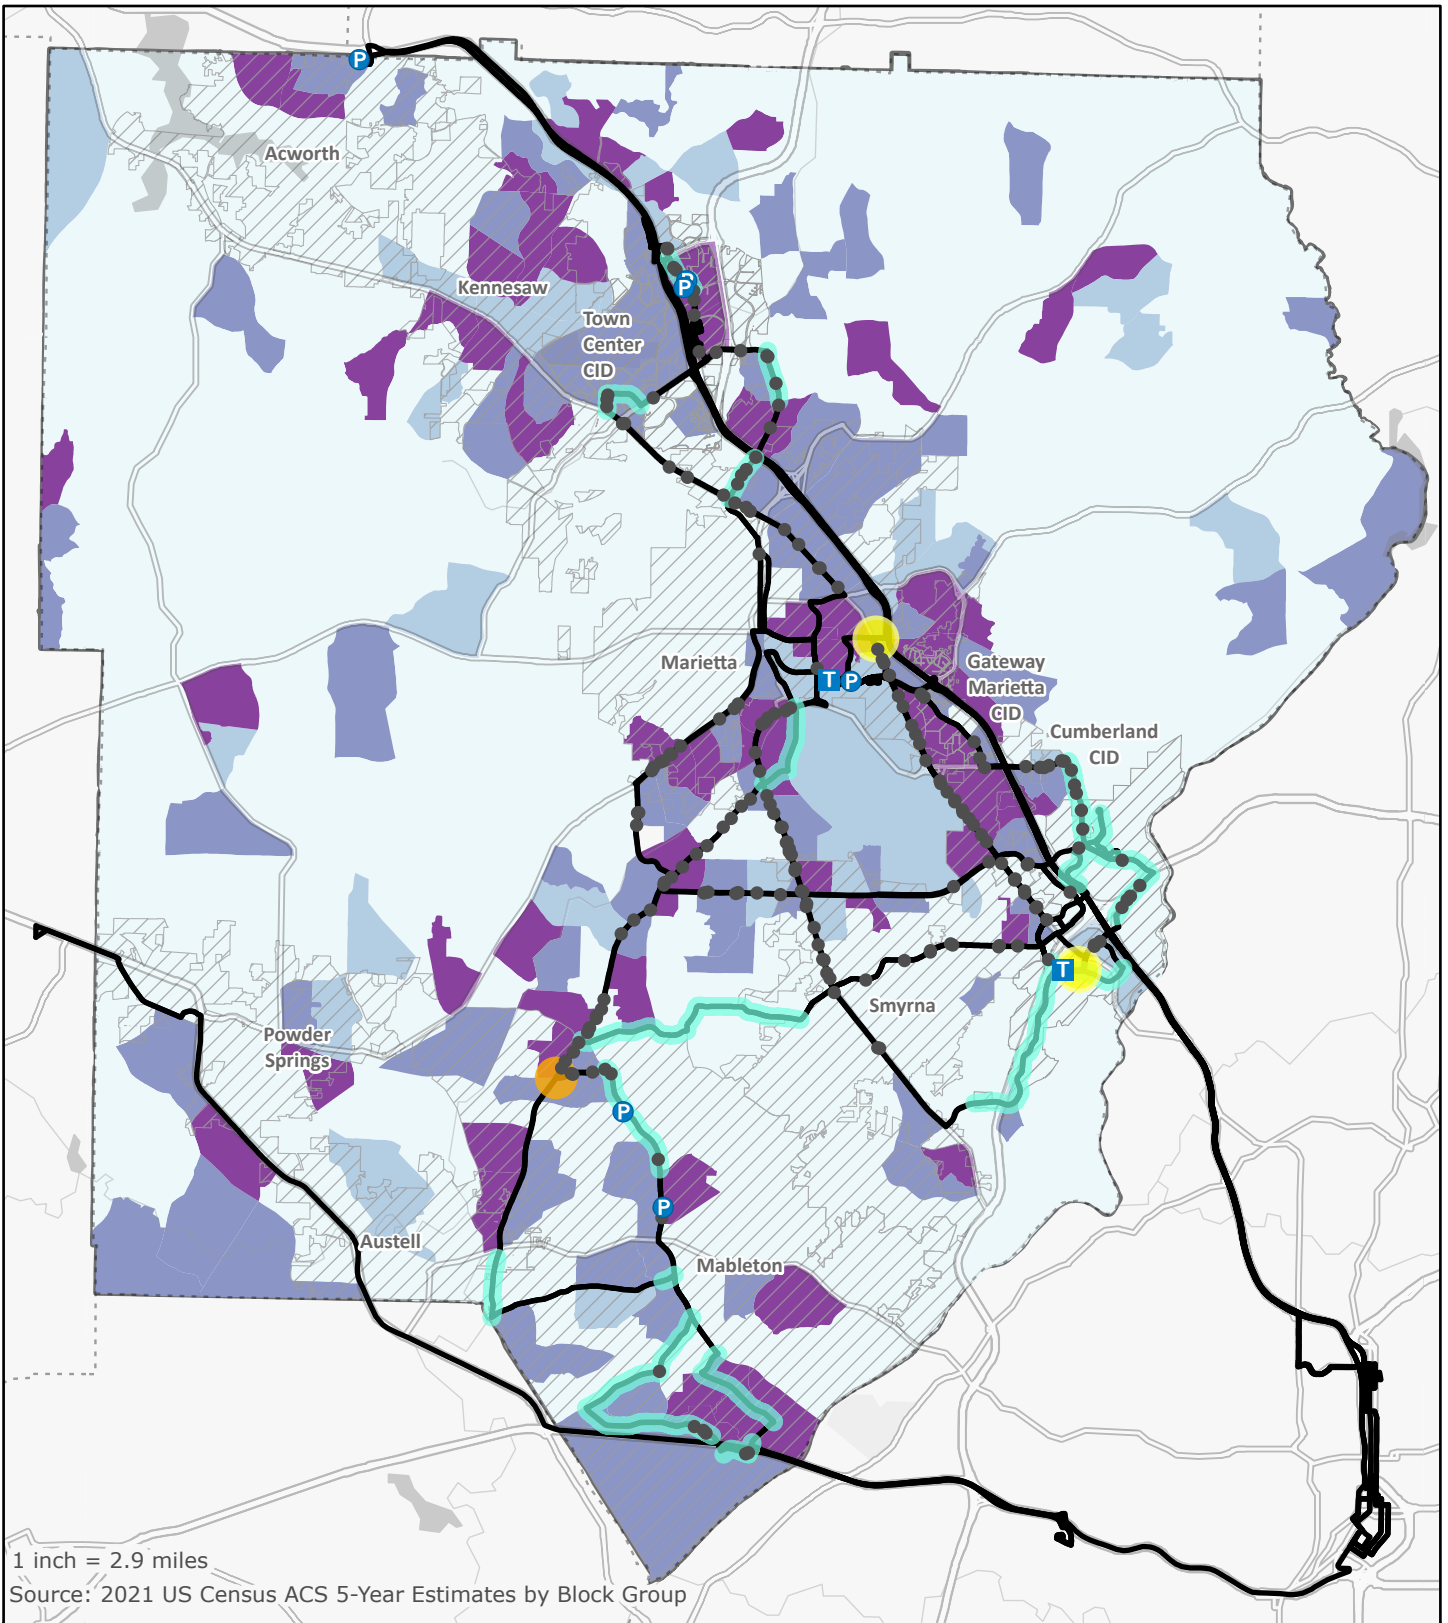 P
Acworth
Kennesaw
P
Town
Center
CID
Marietta
T
P
Gateway
Marietta
CID
Cumberland
CID
T
Smyrna
Powder
Springs
P
P
Austell
Mableton
1 inch = 2.9 miles
Source: 2021 US Census ACS 5-Year Estimates by Block Group